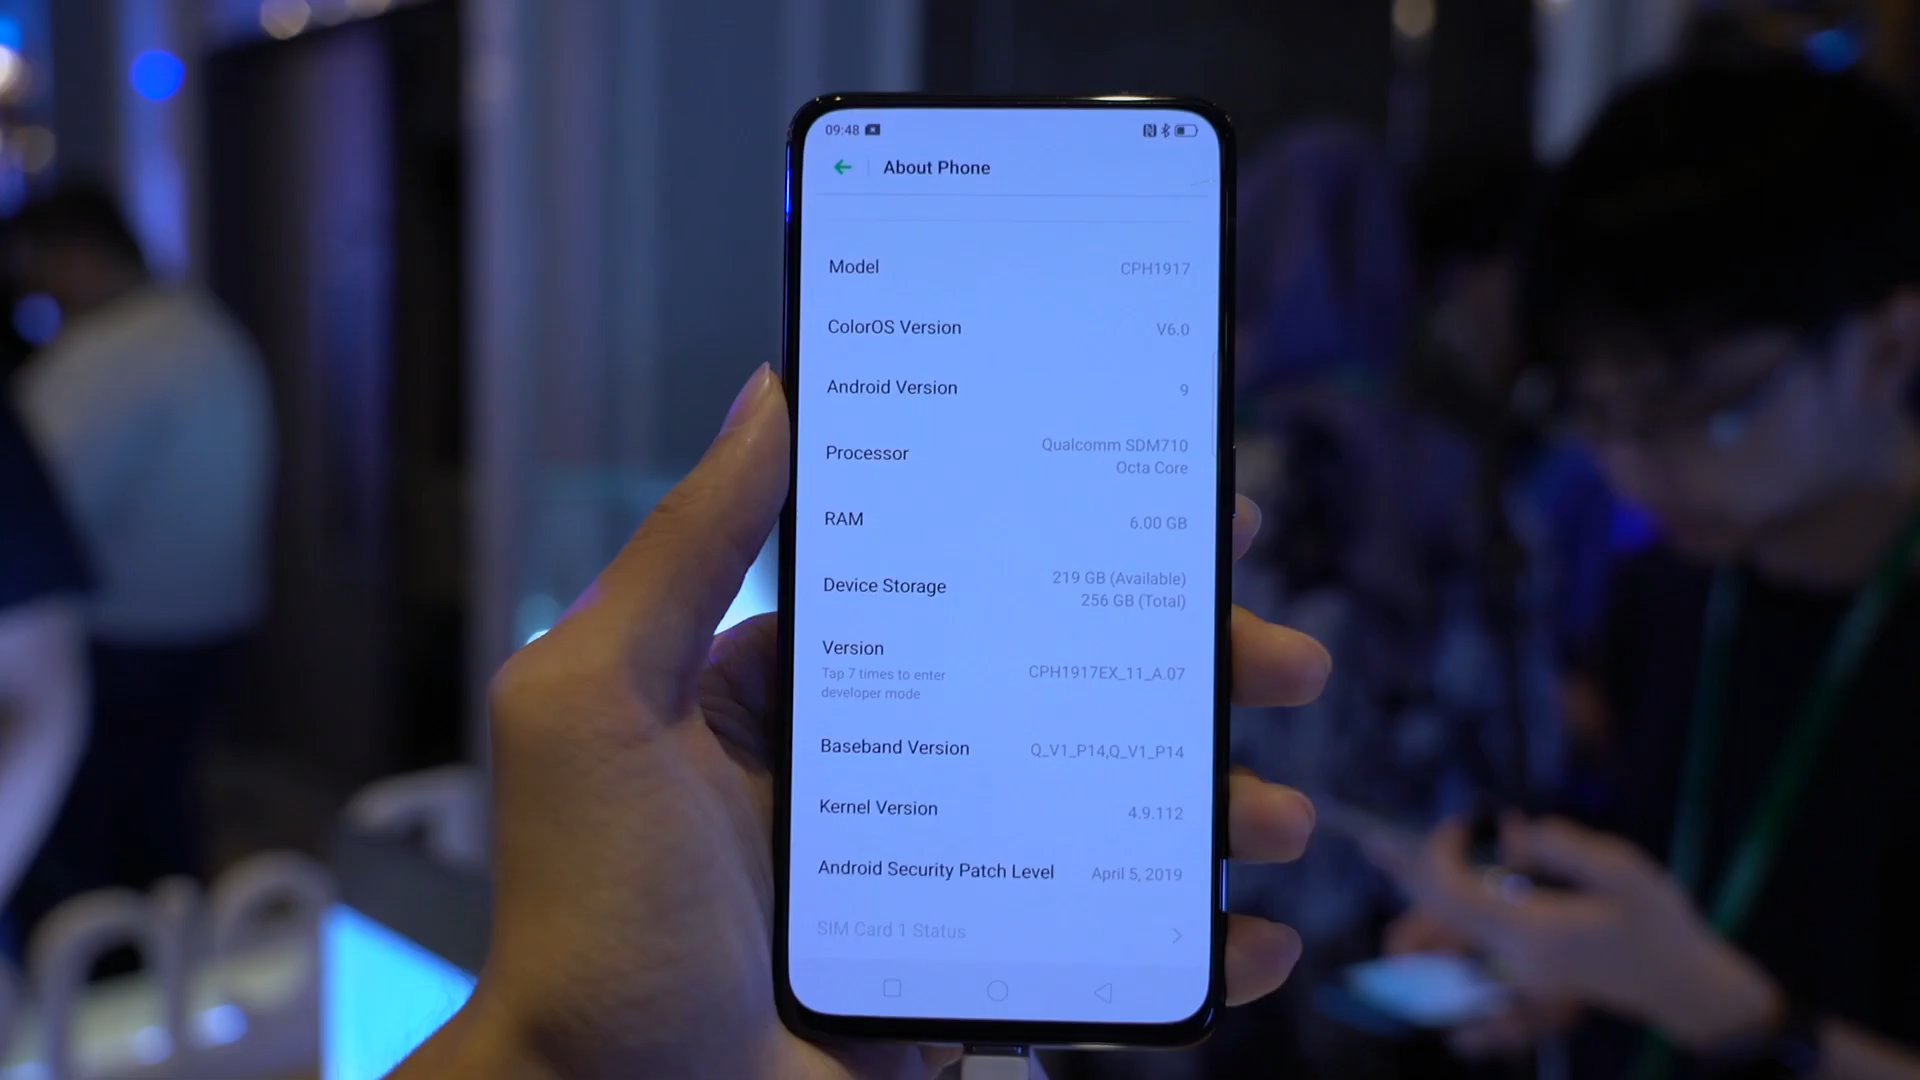 09:48
About Phone
Model CPH1917
ColorOS Version V6.0
Android Version 9
Processor Qualcomm SDM710
Octa Core
RAM 6.00 GB
Device Storage 219 GB (Available)
256 GB (Total)
Version
Tap 7 times to enter
developer mode
CPH1917EX_11_A.07
Baseband Version Q_V1_P14,Q_V1_P14
Kernel Version 4.9.112
Android Security Patch Level April 5, 2019
SIM Card 1 Status